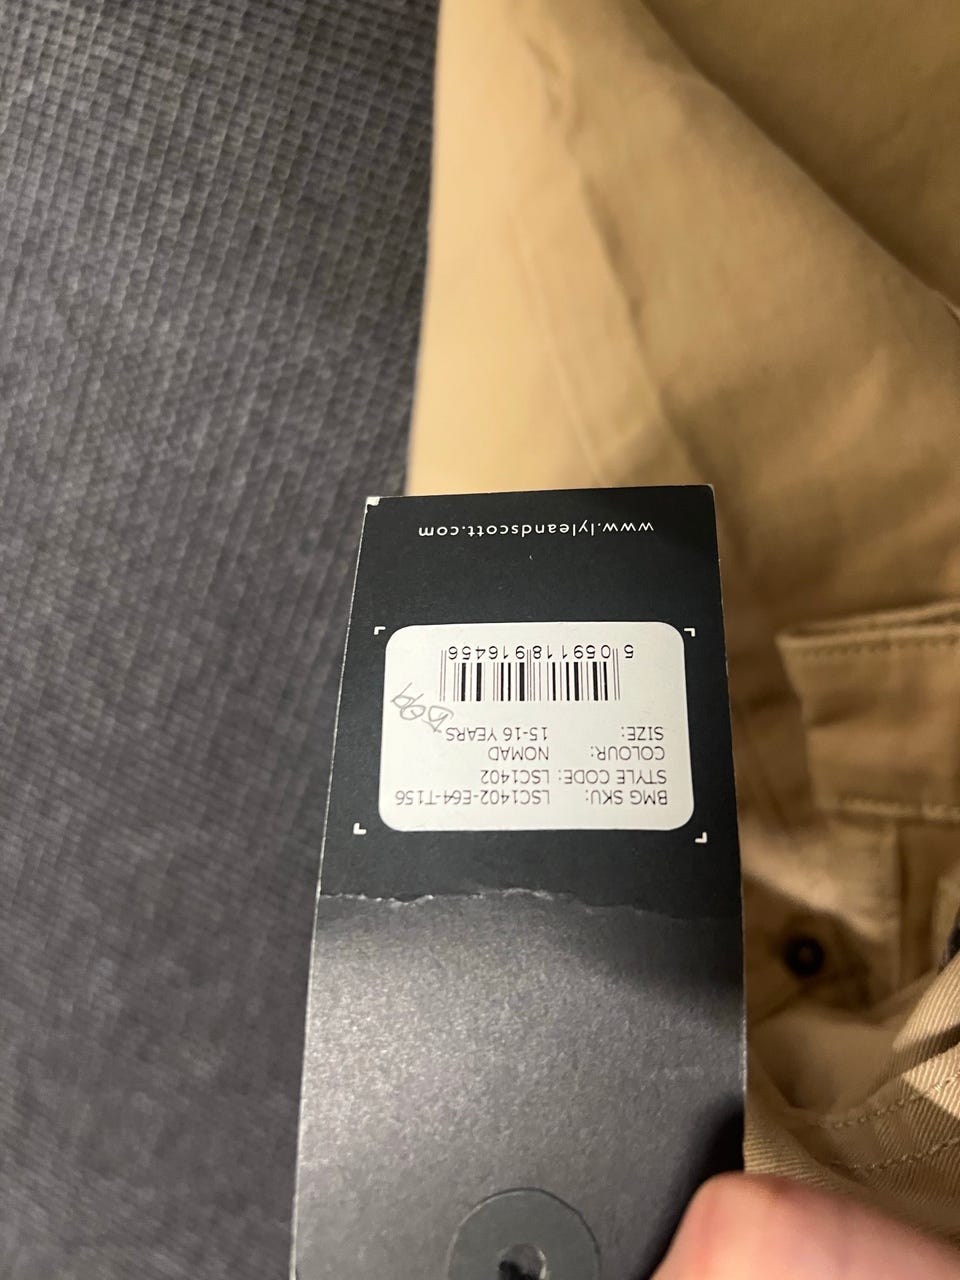 BMG SKU: LSC1402-E64-T156
STYLE CODE: LSC1402
COLOUR: NOMAD
SIZE: 15-16 YEARS
5 059118 916456
www.lyleandscott.com